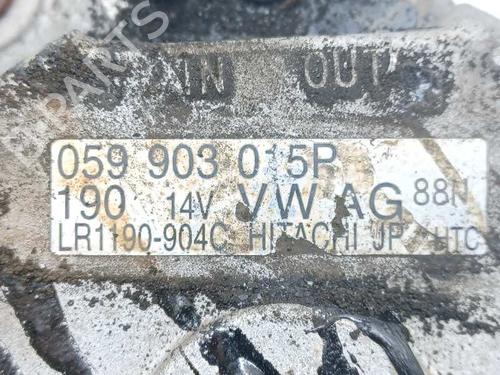 IN OUT
059 903 015P
190 14V VW AG 88N
LR1190-904C HITACHI JP HTC